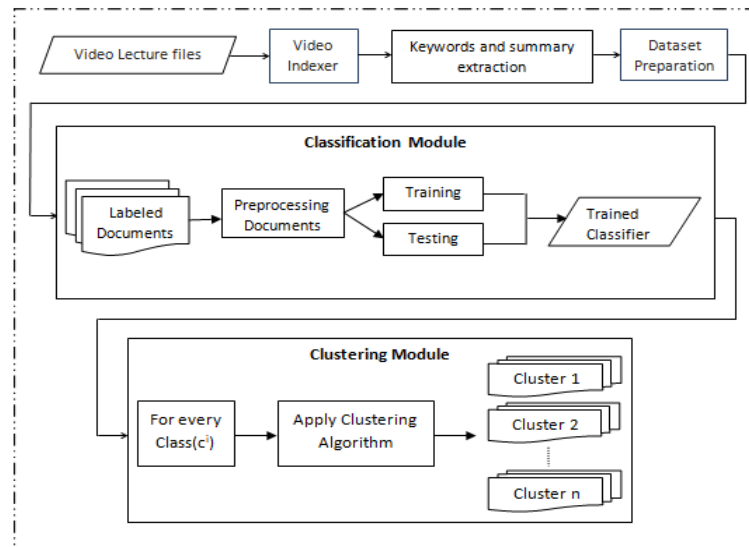 Video Lecture files
Video
Indexer
Keywords and summary
extraction
Dataset
Preparation
Classification Module
Labeled
Documents
Preprocessing
Documents
Training
Testing
Trained
Classifier
Clustering Module
For every
Class(cⁱ)
Apply Clustering
Algorithm
Cluster 1
Cluster 2
Cluster n